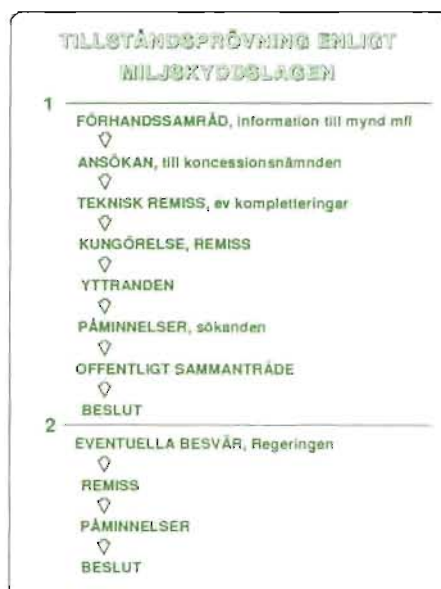 TILLSTÅNDSPRÖVNING ENLIGT
MILJSKYDDSLAGEN
1
FÖRHANDSSAMRÅD, information till mynd mfl
ANSÖKAN, till koncessionsnämnden
TEKNISK REMISS, ev kompletteringar
KUNGÖRELSE, REMISS
YTTRANDEN
PÅMINNELSER, sökanden
OFFENTLIGT SAMMANTRÄDE
BESLUT
2
EVENTUELLA BESVÄR, Regeringen
REMISS
PÅMINNELSER
BESLUT